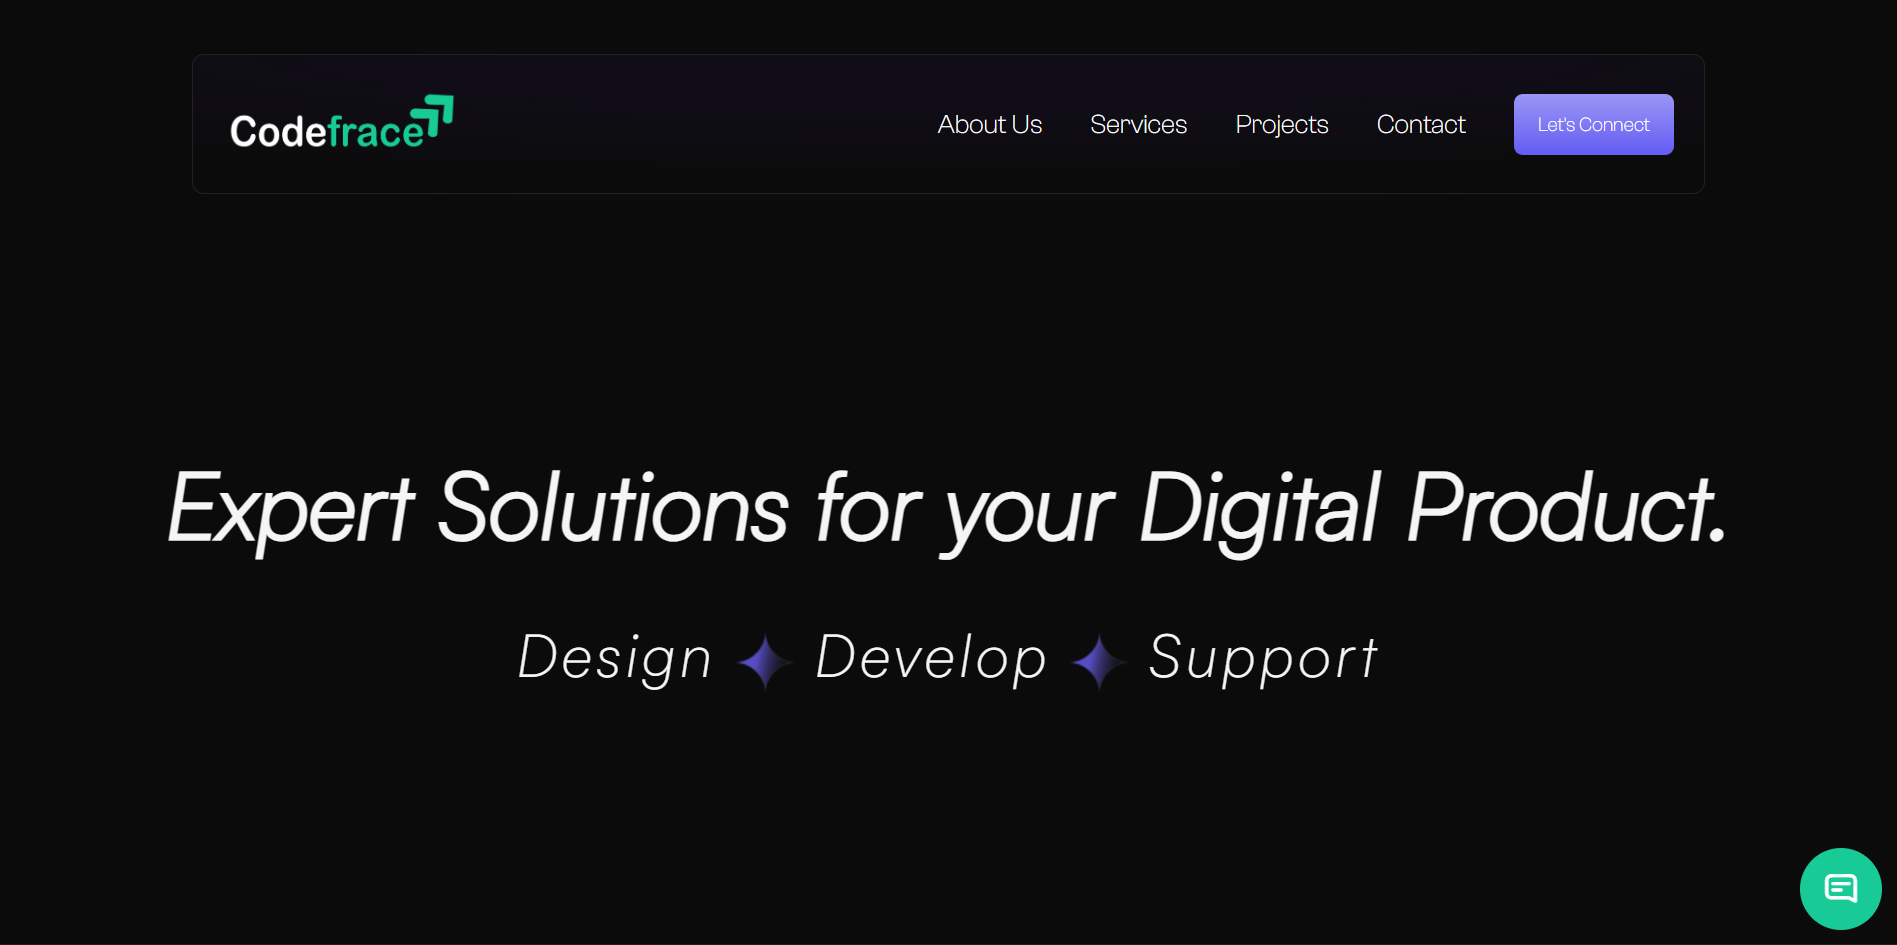 Codefrace
About Us Services Projects Contact Let's Connect
Expert Solutions for your Digital Product.
Design Develop Support